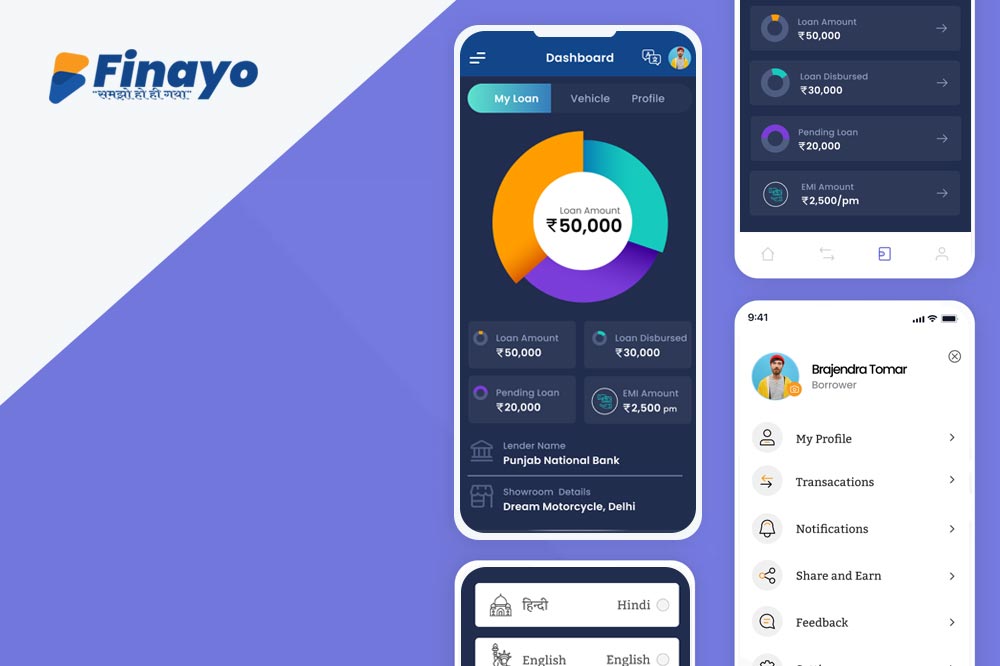 Finayo
"समझो हो ही गया"
Dashboard
My Loan Vehicle Profile
Loan Amount
₹50,000
Loan Amount
₹50,000
Loan Disbursed
₹30,000
Pending Loan
₹20,000
EMI Amount
₹2,500 pm
Lender Name
Punjab National Bank
Showroom Details
Dream Motorcycle, Delhi
हिन्दी Hindi
English English
Loan Amount
₹50,000
Loan Disbursed
₹30,000
Pending Loan
₹20,000
EMI Amount
₹2,500/pm
9:41
Brajendra Tomar
Borrower
My Profile
Transacations
Notifications
Share and Earn
Feedback